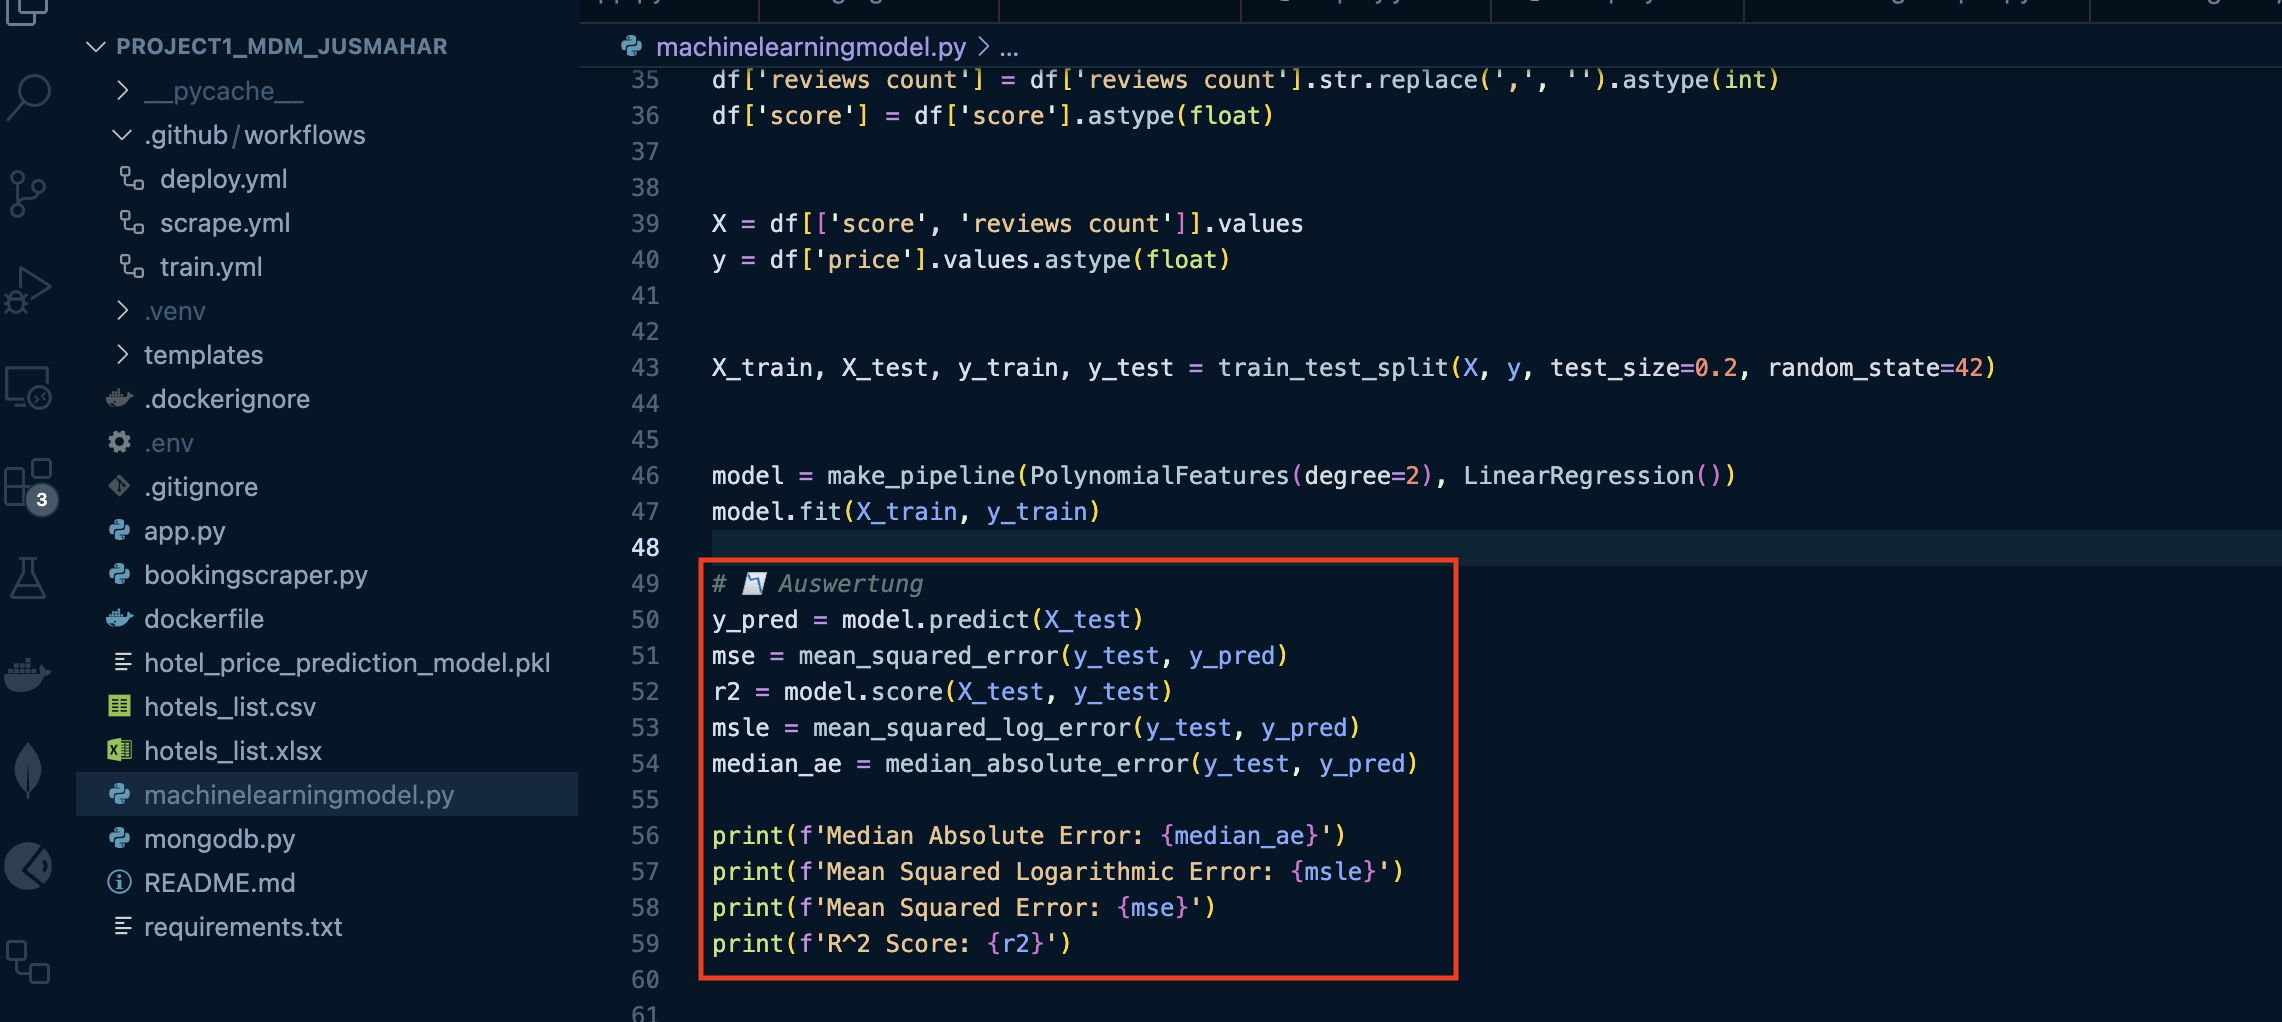 PROJECT1_MDM_JUSMAHAR
__pycache__
.github/workflows
deploy.yml
scrape.yml
train.yml
.venv
templates
.dockerignore
.env
.gitignore
3
app.py
bookingscraper.py
dockerfile
hotel_price_prediction_model.pkl
hotels_list.csv
hotels_list.xlsx
machinelearningmodel.py
mongodb.py
README.md
requirements.txt
machinelearningmodel.py > ...
35 df['reviews count'] = df['reviews count'].str.replace(',', '').astype(int)
36 df['score'] = df['score'].astype(float)
37
38
39 X = df[['score', 'reviews count']].values
40 y = df['price'].values.astype(float)
41
42
43 X_train, X_test, y_train, y_test = train_test_split(X, y, test_size=0.2, random_state=42)
44
45
46 model = make_pipeline(PolynomialFeatures(degree=2), LinearRegression())
47 model.fit(X_train, y_train)
48
49 # 📉 Auswertung
50 y_pred = model.predict(X_test)
51 mse = mean_squared_error(y_test, y_pred)
52 r2 = model.score(X_test, y_test)
53 msle = mean_squared_log_error(y_test, y_pred)
54 median_ae = median_absolute_error(y_test, y_pred)
55
56 print(f'Median Absolute Error: {median_ae}')
57 print(f'Mean Squared Logarithmic Error: {msle}')
58 print(f'Mean Squared Error: {mse}')
59 print(f'R^2 Score: {r2}')
60
61